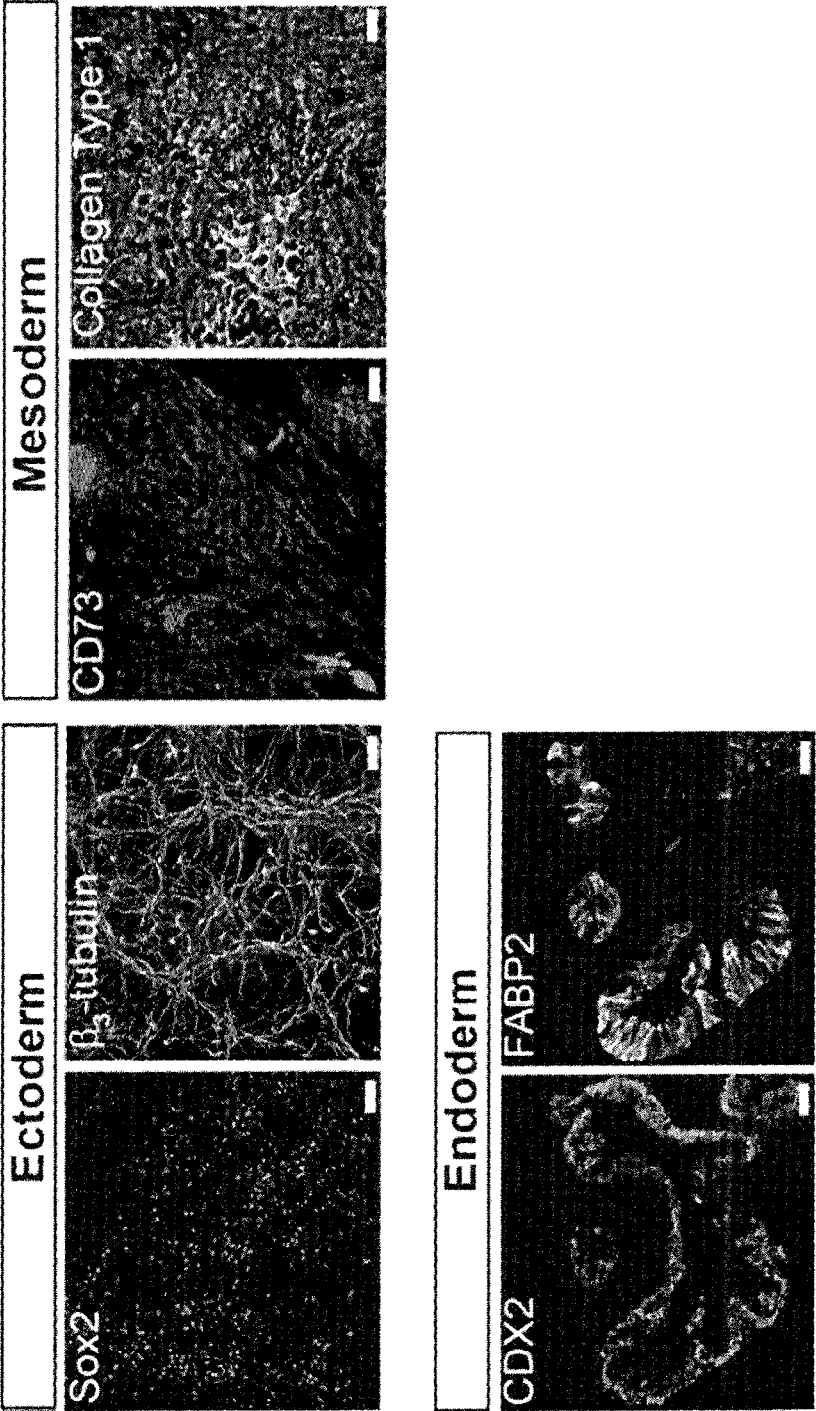 Ectoderm
Sox2
β3-tubulin
Mesoderm
CD73
Collagen Type 1
Endoderm
CDX2
FABP2